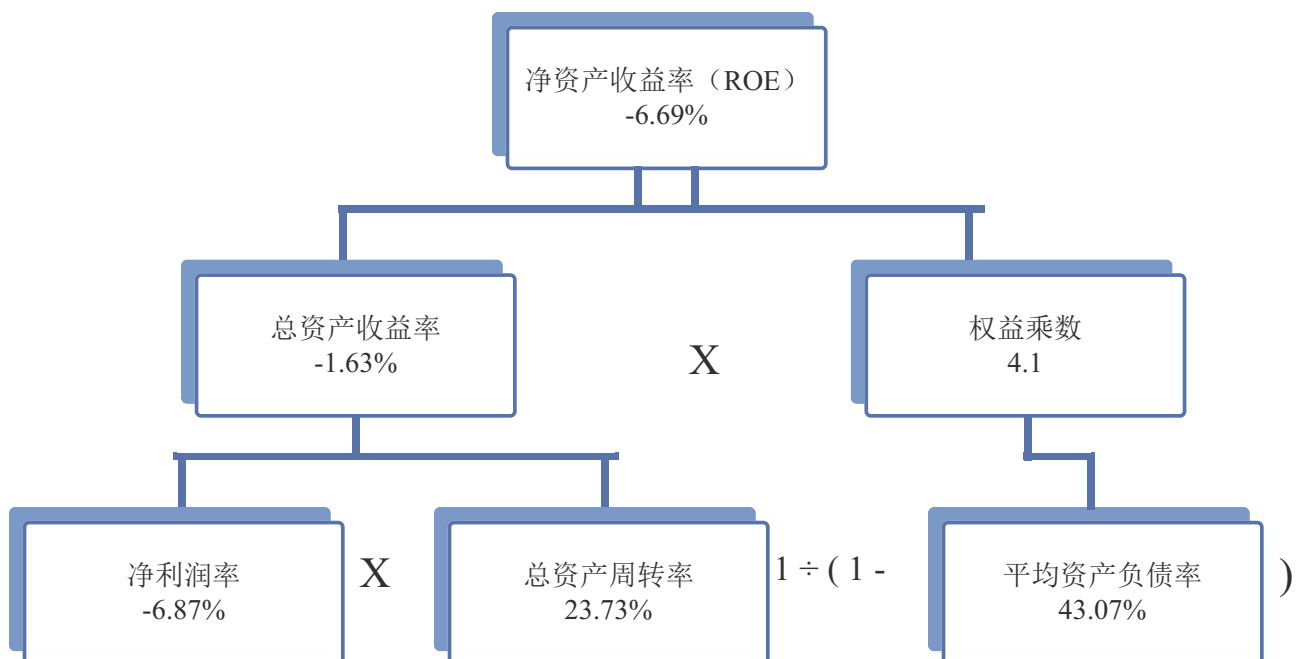 净资产收益率（ROE）
-6.69%
总资产收益率
-1.63%
X
权益乘数
4.1
净利润率
-6.87%
X
总资产周转率
23.73%
1 ÷ ( 1 -
平均资产负债率
43.07%
)